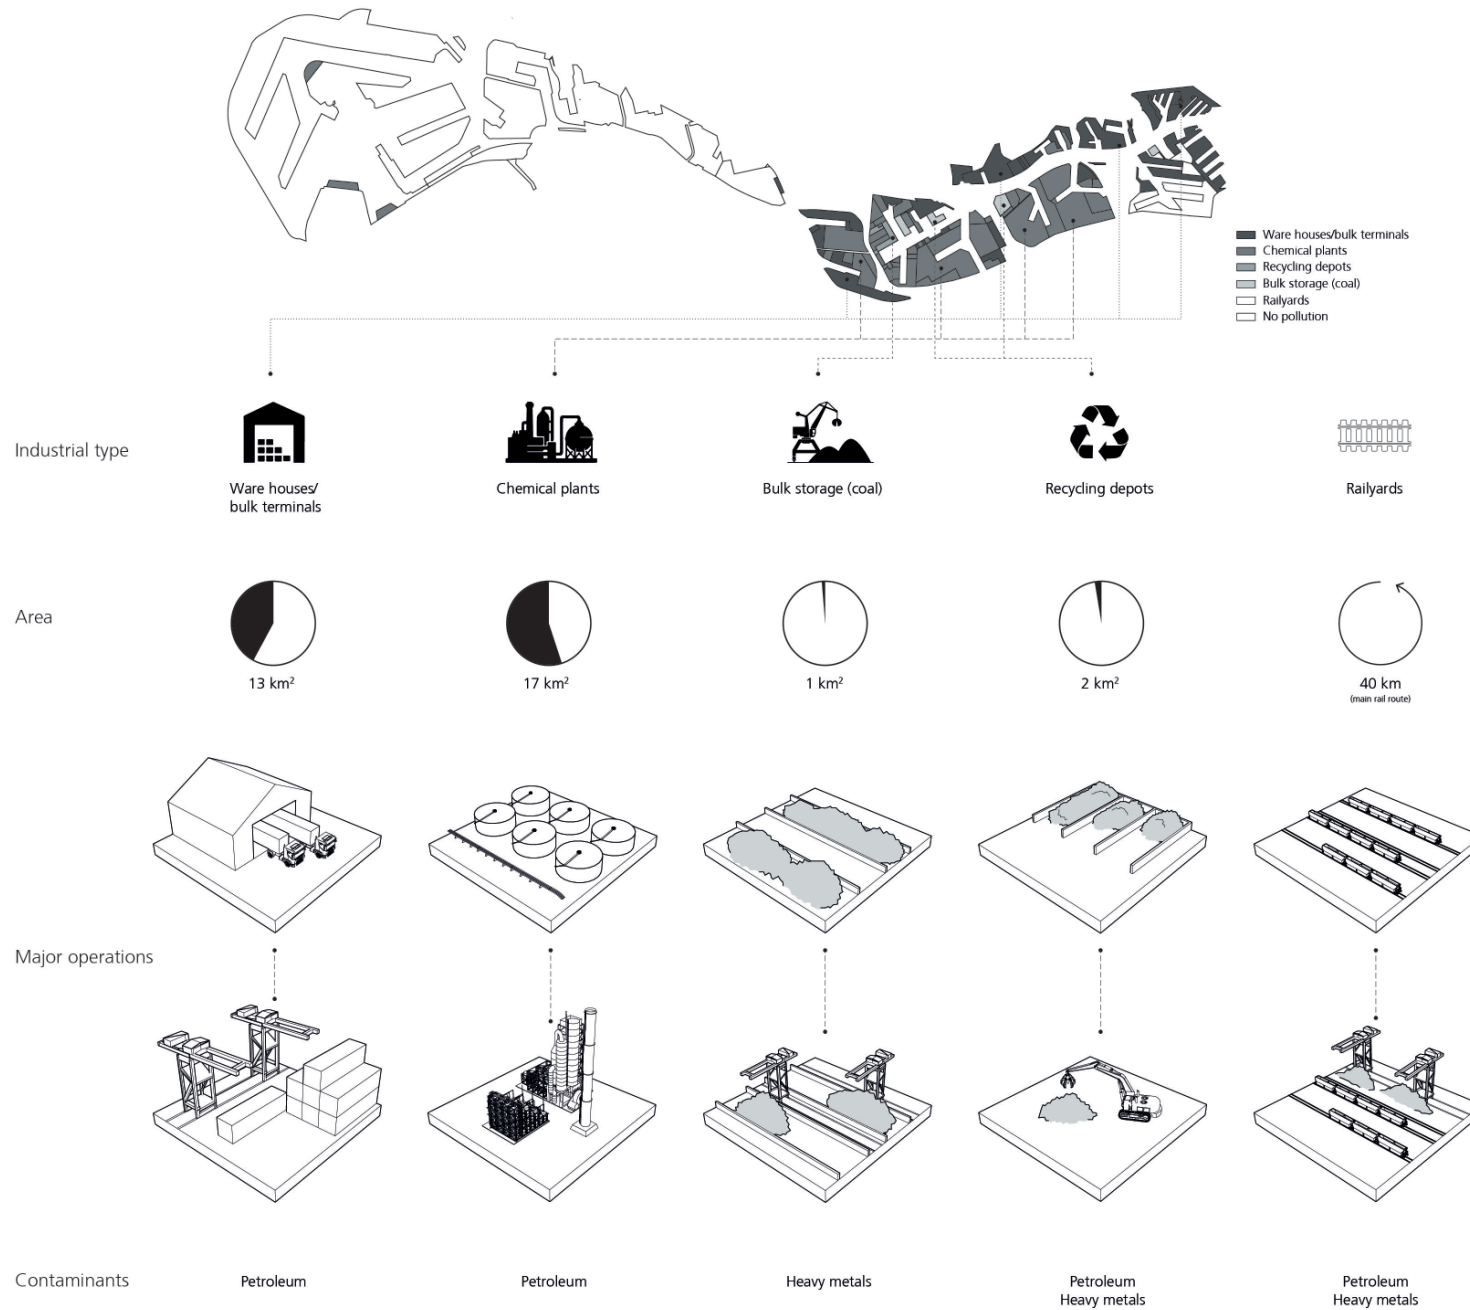 Ware houses/bulk terminals
Chemical plants
Recycling depots
Bulk storage (coal)
Railyards
No pollution
Industrial type
Ware houses/
bulk terminals
Chemical plants
Bulk storage (coal)
Recycling depots
Railyards
Area
13 km²
17 km²
1 km²
2 km²
40 km
(main rail route)
Major operations
Contaminants
Petroleum
Petroleum
Heavy metals
Petroleum
Heavy metals
Petroleum
Heavy metals